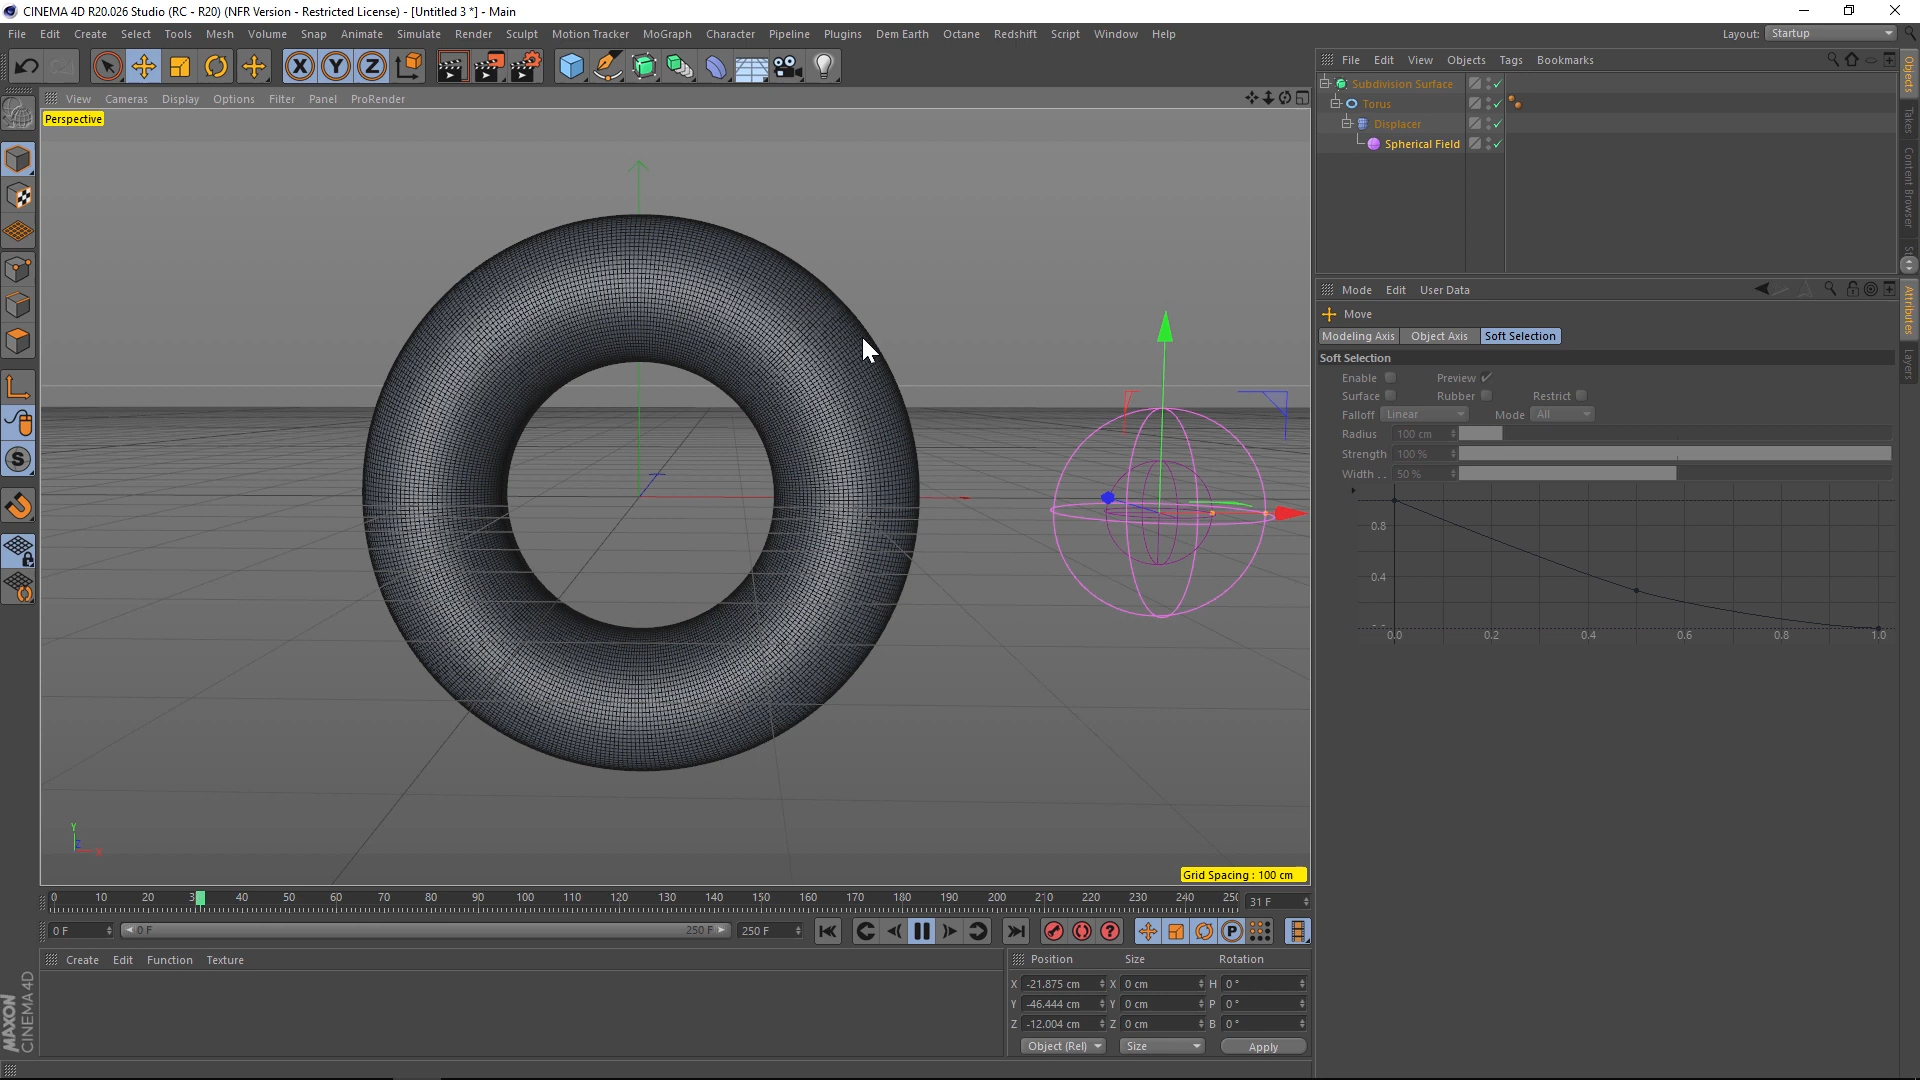 CINEMA 4D R20.026 Studio (RC - R20) (NFR Version - Restricted License) - [Untitled 3 *] - Main
File Edit Create Select Tools Mesh Volume Snap Animate Simulate Render Sculpt Motion Tracker MoGraph Character Pipeline Plugins Dem Earth Octane Redshift Script Window Help
Layout: Startup
File Edit View Objects Tags Bookmarks
Subdivision Surface
Torus
Displacer
Spherical Field
Objects
Takes
Content Browser
View Cameras Display Options Filter Panel ProRender
Perspective
Mode Edit User Data
Move
Modeling Axis Object Axis Soft Selection
Soft Selection
Enable Preview
Surface Rubber Restrict
Falloff Linear Mode All
Radius 100 cm
Strength 100 %
Width . . 50 %
0.8
0.4
0.0 0.2 0.4 0.6 0.8 1.0
Attributes
Layers
Y
Z
X
Grid Spacing : 100 cm
0 10 20 3 40 50 60 70 80 90 100 110 120 130 140 150 160 170 180 190 200 210 220 230 240 250 31 F
0 F 0 F 250 F 250 F
Create Edit Function Texture
Position Size Rotation
X -21.875 cm X 0 cm H 0 °
Y -46.444 cm Y 0 cm P 0 °
Z -12.004 cm Z 0 cm B 0 °
Object (Rel) Size Apply
MAXON
CINEMA 4D